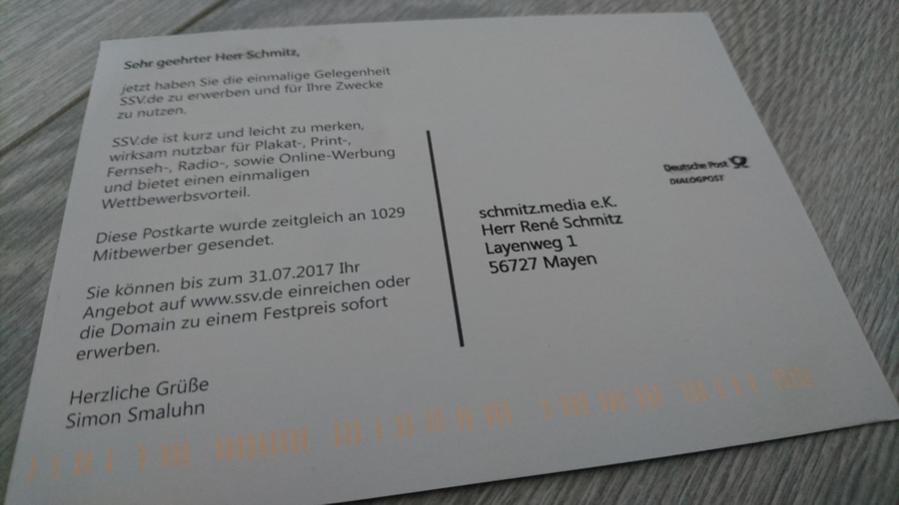 Sehr geehrter Herr Schmitz,
jetzt haben Sie die einmalige Gelegenheit
SSV.de zu erwerben und für Ihre Zwecke
zu nutzen.
SSV.de ist kurz und leicht zu merken,
wirksam nutzbar für Plakat-, Print-,
Fernseh-, Radio-, sowie Online-Werbung
und bietet einen einmaligen
Wettbewerbsvorteil.
Diese Postkarte wurde zeitgleich an 1029
Mitbewerber gesendet.
Sie können bis zum 31.07.2017 Ihr
Angebot auf www.ssv.de einreichen oder
die Domain zu einem Festpreis sofort
erwerben.
Herzliche Grüße
Simon Smaluhn
Deutsche Post
DIALOGPOST
schmitz.media e.K.
Herr René Schmitz
Layenweg 1
56727 Mayen